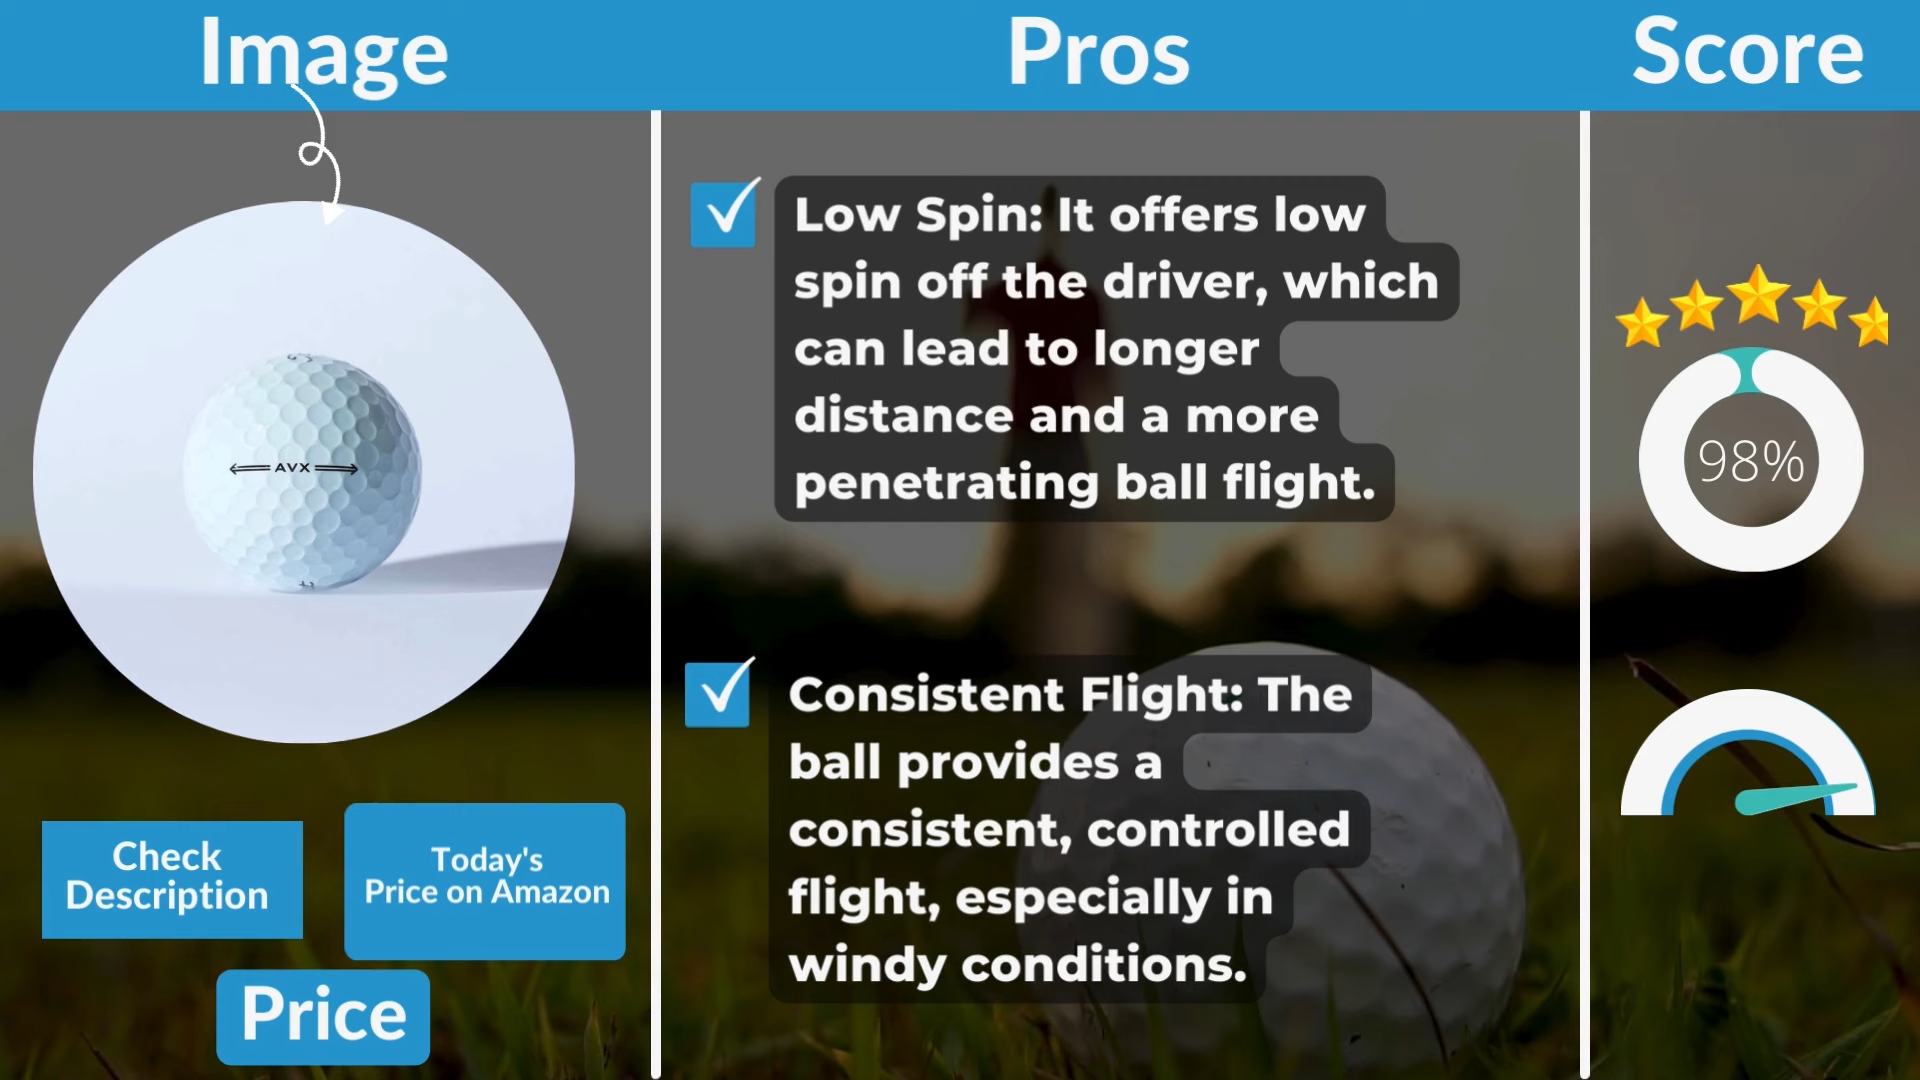 Image
Pros
Score
AVX
Low Spin: It offers low
spin off the driver, which
can lead to longer
distance and a more
penetrating ball flight.
98%
Consistent Flight: The
ball provides a
consistent, controlled
flight, especially in
windy conditions.
Check
Description
Today's
Price on Amazon
Price